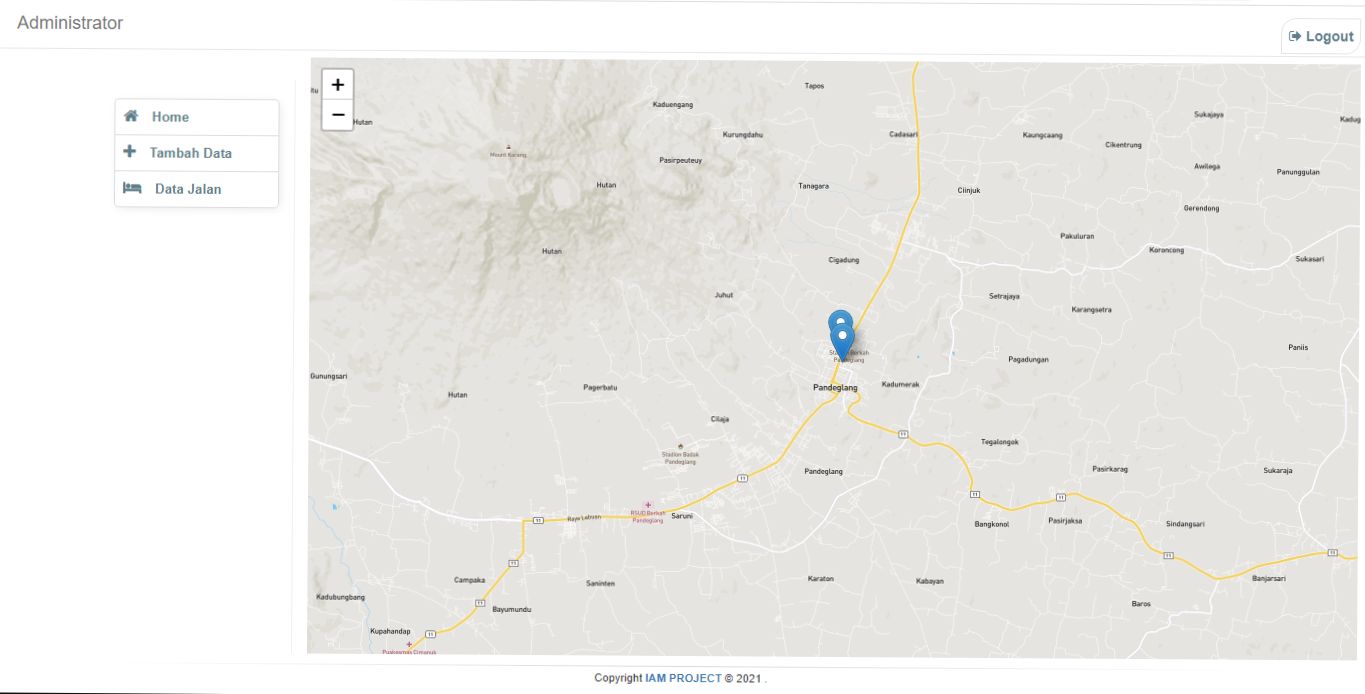 Administrator
Logout
Home
Tambah Data
Data Jalan
+
−
Hutan
Mount Karang
Kaduengang
Tapos
Kurungdahu
Pasirpeuteuy
Cadasari
Kaungcaang
Cikentrung
Sukajaya
Kadug
Awilega
Panunggulan
Hutan
Tanagara
Ciinjuk
Gerendong
Pakuluran
Koroncong
Sukasari
Hutan
Cigadung
Juhut
Setrajaya
Karangsetra
Paniis
Pandeglang
Pagadungan
Gunungsari
Hutan
Pagerbatu
Pandeglang
Kadumerak
Cilaja
11
Tegalongok
Stadion Badak
Pandeglang
Pandeglang
Pasirkarag
Sukaraja
11
11
11
RSUD Berkah
Pandeglang
Saruni
11
Raya Labuan
Bangkonol
Pasirjaksa
Sindangsari
11
11
11
Campaka
Saninten
Karaton
Kabayan
Banjarsari
Kadubungbang
11
Bayumundu
Baros
Kupahandap
11
Puskesmas Cimanuk
Copyright IAM PROJECT © 2021 .